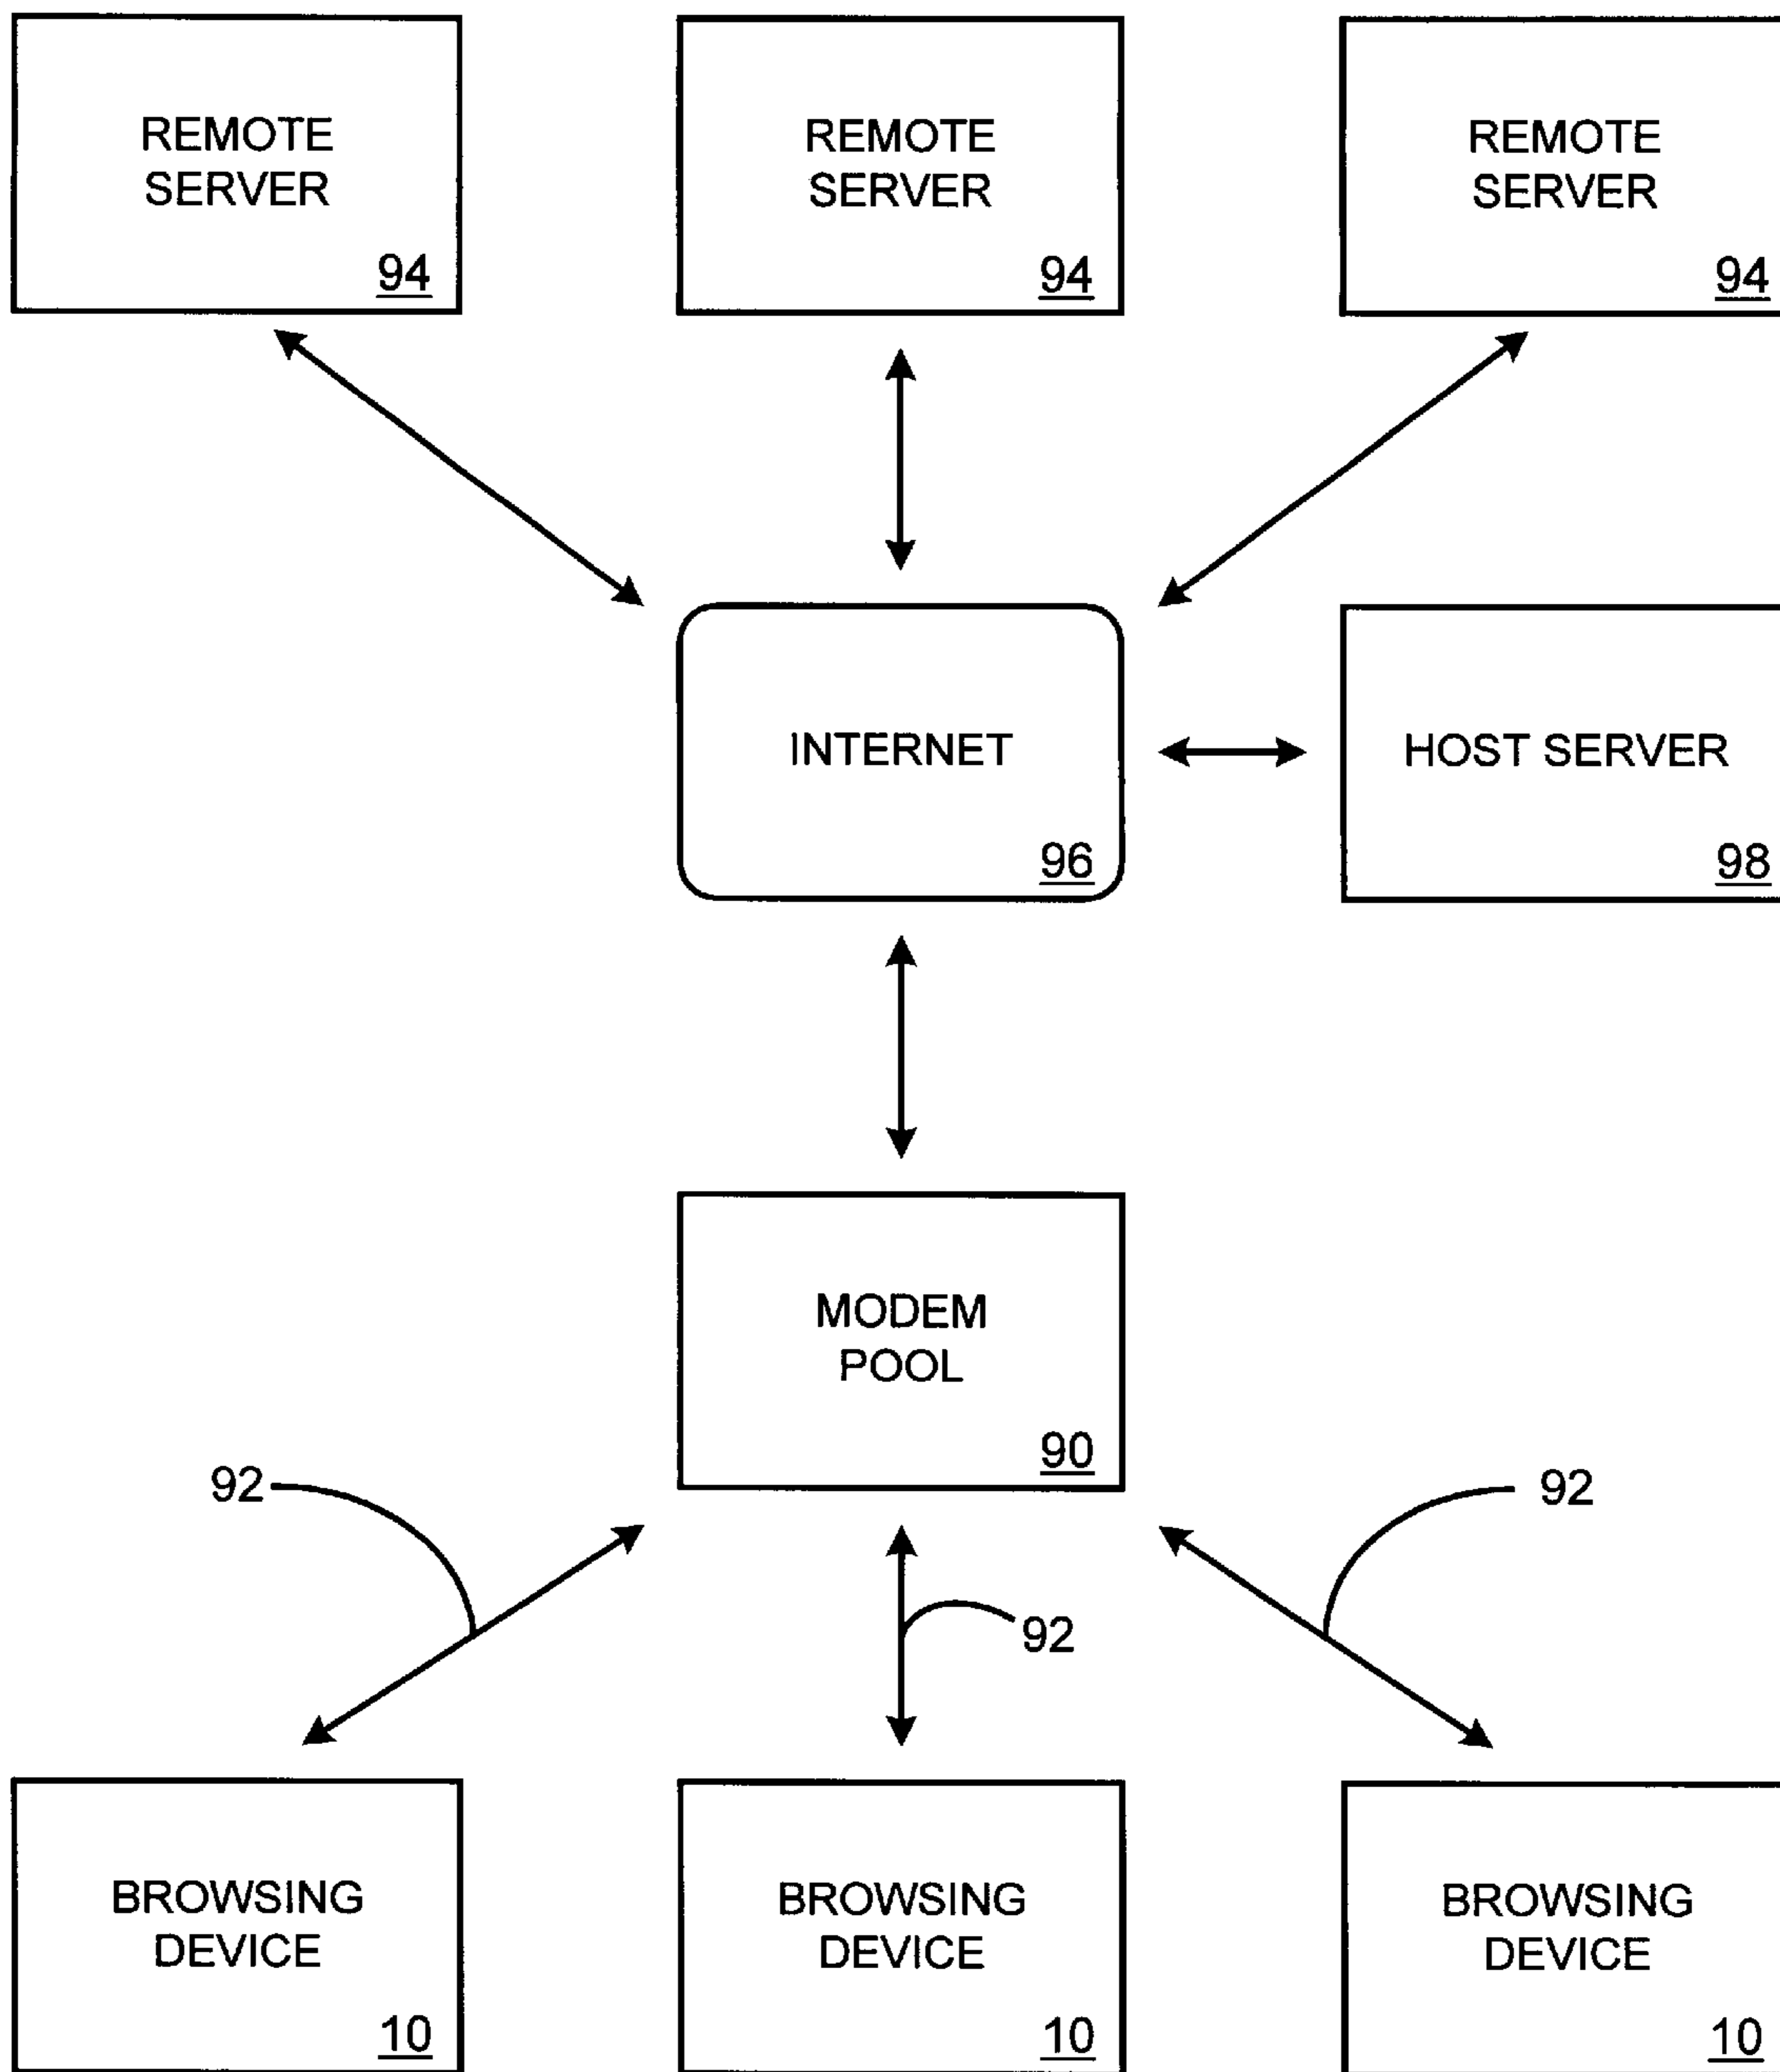 REMOTE
SERVER
94
REMOTE
SERVER
94
REMOTE
SERVER
94
INTERNET
96
HOST SERVER
98
MODEM
POOL
90
92
92
92
BROWSING
DEVICE
10
BROWSING
DEVICE
10
BROWSING
DEVICE
10